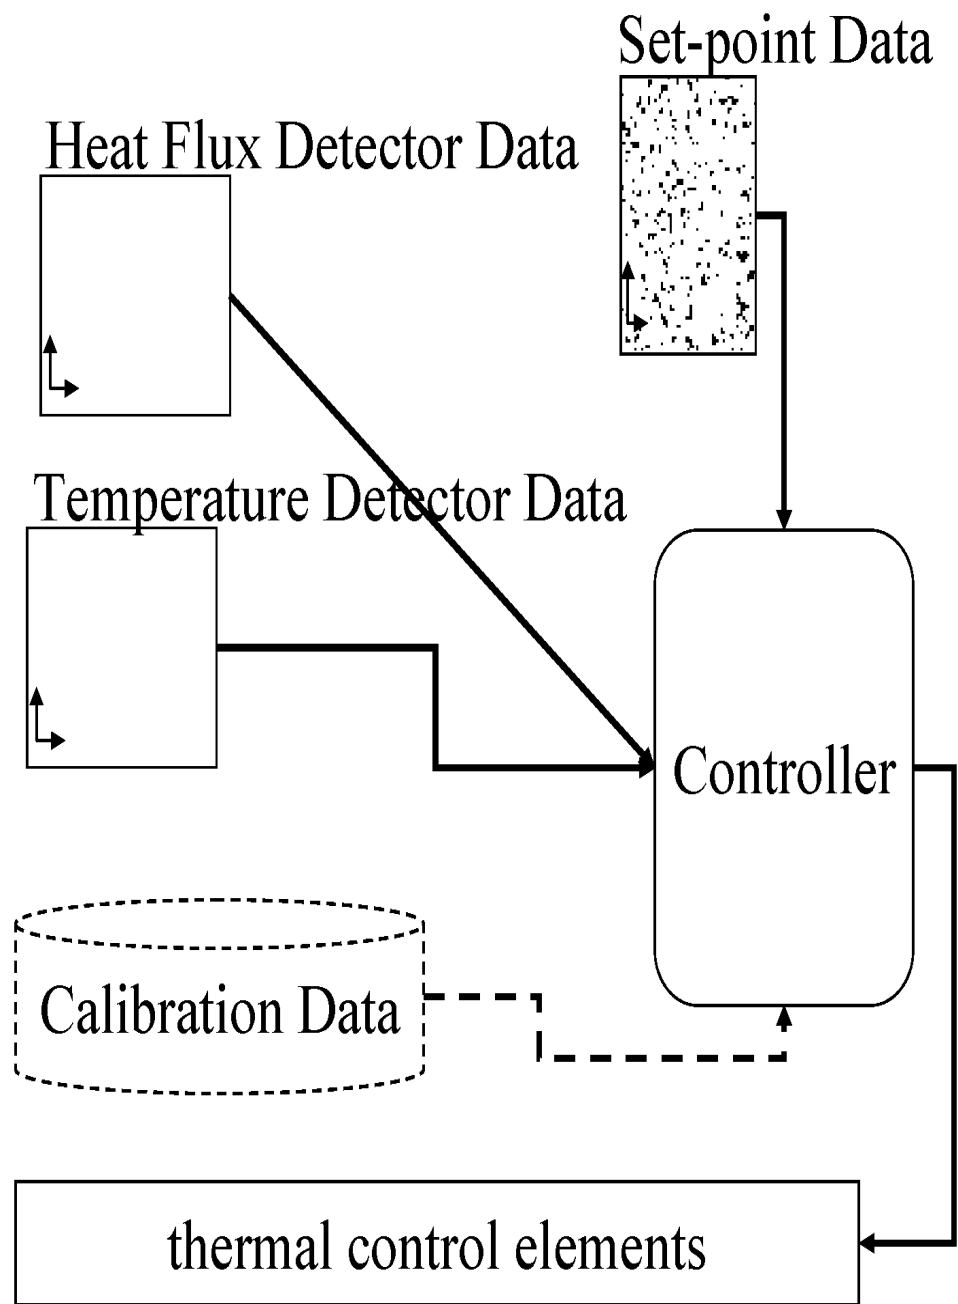 Set-point Data
Heat Flux Detector Data
Temperature Detector Data
Controller
Calibration Data
thermal control elements